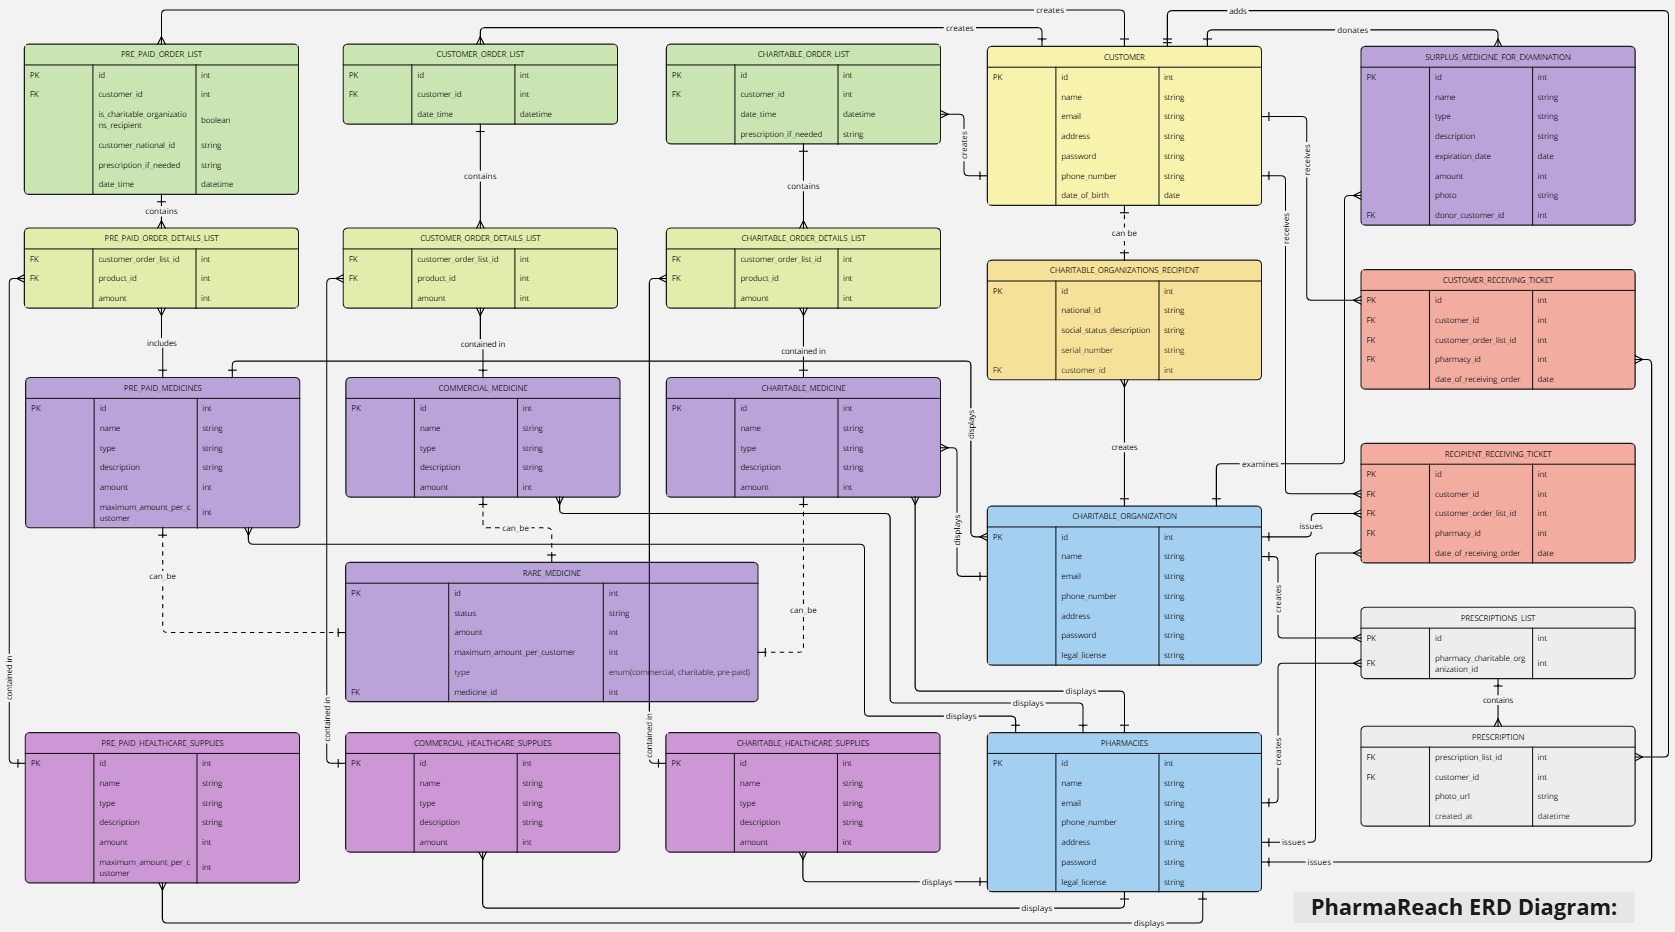 creates
adds
creates
donates
PRE_PAID_ORDER_LIST
PK id int
FK customer_id int
is_charitable_organizatio
ns_recipient boolean
customer_national_id string
prescription_if_needed string
date_time datetime
CUSTOMER_ORDER_LIST
PK id int
FK customer_id int
date_time datetime
CHARITABLE_ORDER_LIST
PK id int
FK customer_id int
date_time datetime
prescription_if_needed string
creates
CUSTOMER
PK id int
name string
email string
address string
password string
phone_number string
date_of_birth date
receives
receives
SURPLUS_MEDICINE_FOR_EXAMINATION
PK id int
name string
type string
description string
expiration_date date
amount int
photo string
FK donor_customer_id int
contains
contains
contains
can be
PRE_PAID_ORDER_DETAILS_LIST
FK customer_order_list_id int
FK product_id int
amount int
CUSTOMER_ORDER_DETAILS_LIST
FK customer_order_list_id int
FK product_id int
amount int
CHARITABLE_ORDER_DETAILS_LIST
FK customer_order_list_id int
FK product_id int
amount int
CHARITABLE_ORGANIZATIONS_RECIPIENT
PK id int
national_id string
social_status_description string
serial_number string
FK customer_id int
CUSTOMER_RECEIVING_TICKET
PK id int
FK customer_id int
FK customer_order_list_id int
FK pharmacy_id int
date_of_receiving_order date
includes
contained in
contained in
PRE_PAID_MEDICINES
PK id int
name string
type string
description string
amount int
maximum_amount_per_c
ustomer int
COMMERCIAL_MEDICINE
PK id int
name string
type string
description string
amount int
CHARITABLE_MEDICINE
PK id int
name string
type string
description string
amount int
displays
displays
creates
examines
RECIPIENT_RECEIVING_TICKET
PK id int
FK customer_id int
FK customer_order_list_id int
FK pharmacy_id int
date_of_receiving_order date
issues
CHARITABLE_ORGANIZATION
PK id int
name string
email string
phone_number string
address string
password string
legal_license string
creates
can_be
can_be
can_be
RARE_MEDICINE
PK id int
status string
amount int
maximum_amount_per_customer int
type enum(commercial, charitable, pre-paid)
FK medicine_id int
PRESCRIPTIONS_LIST
PK id int
FK pharmacy_charitable_org
anization_id int
contains
displays
displays
displays
contained in
contained in
contained in
PRE_PAID_HEALTHCARE_SUPPLIES
PK id int
name string
type string
description string
amount int
maximum_amount_per_c
ustomer int
COMMERCIAL_HEALTHCARE_SUPPLIES
PK id int
name string
type string
description string
amount int
CHARITABLE_HEALTHCARE_SUPPLIES
PK id int
name string
type string
description string
amount int
PHARMACIES
PK id int
name string
email string
phone_number string
address string
password string
legal_license string
creates
PRESCRIPTION
FK prescription_list_id int
FK customer_id int
photo_url string
created_at datetime
issues
issues
displays
displays
displays
PharmaReach ERD Diagram: